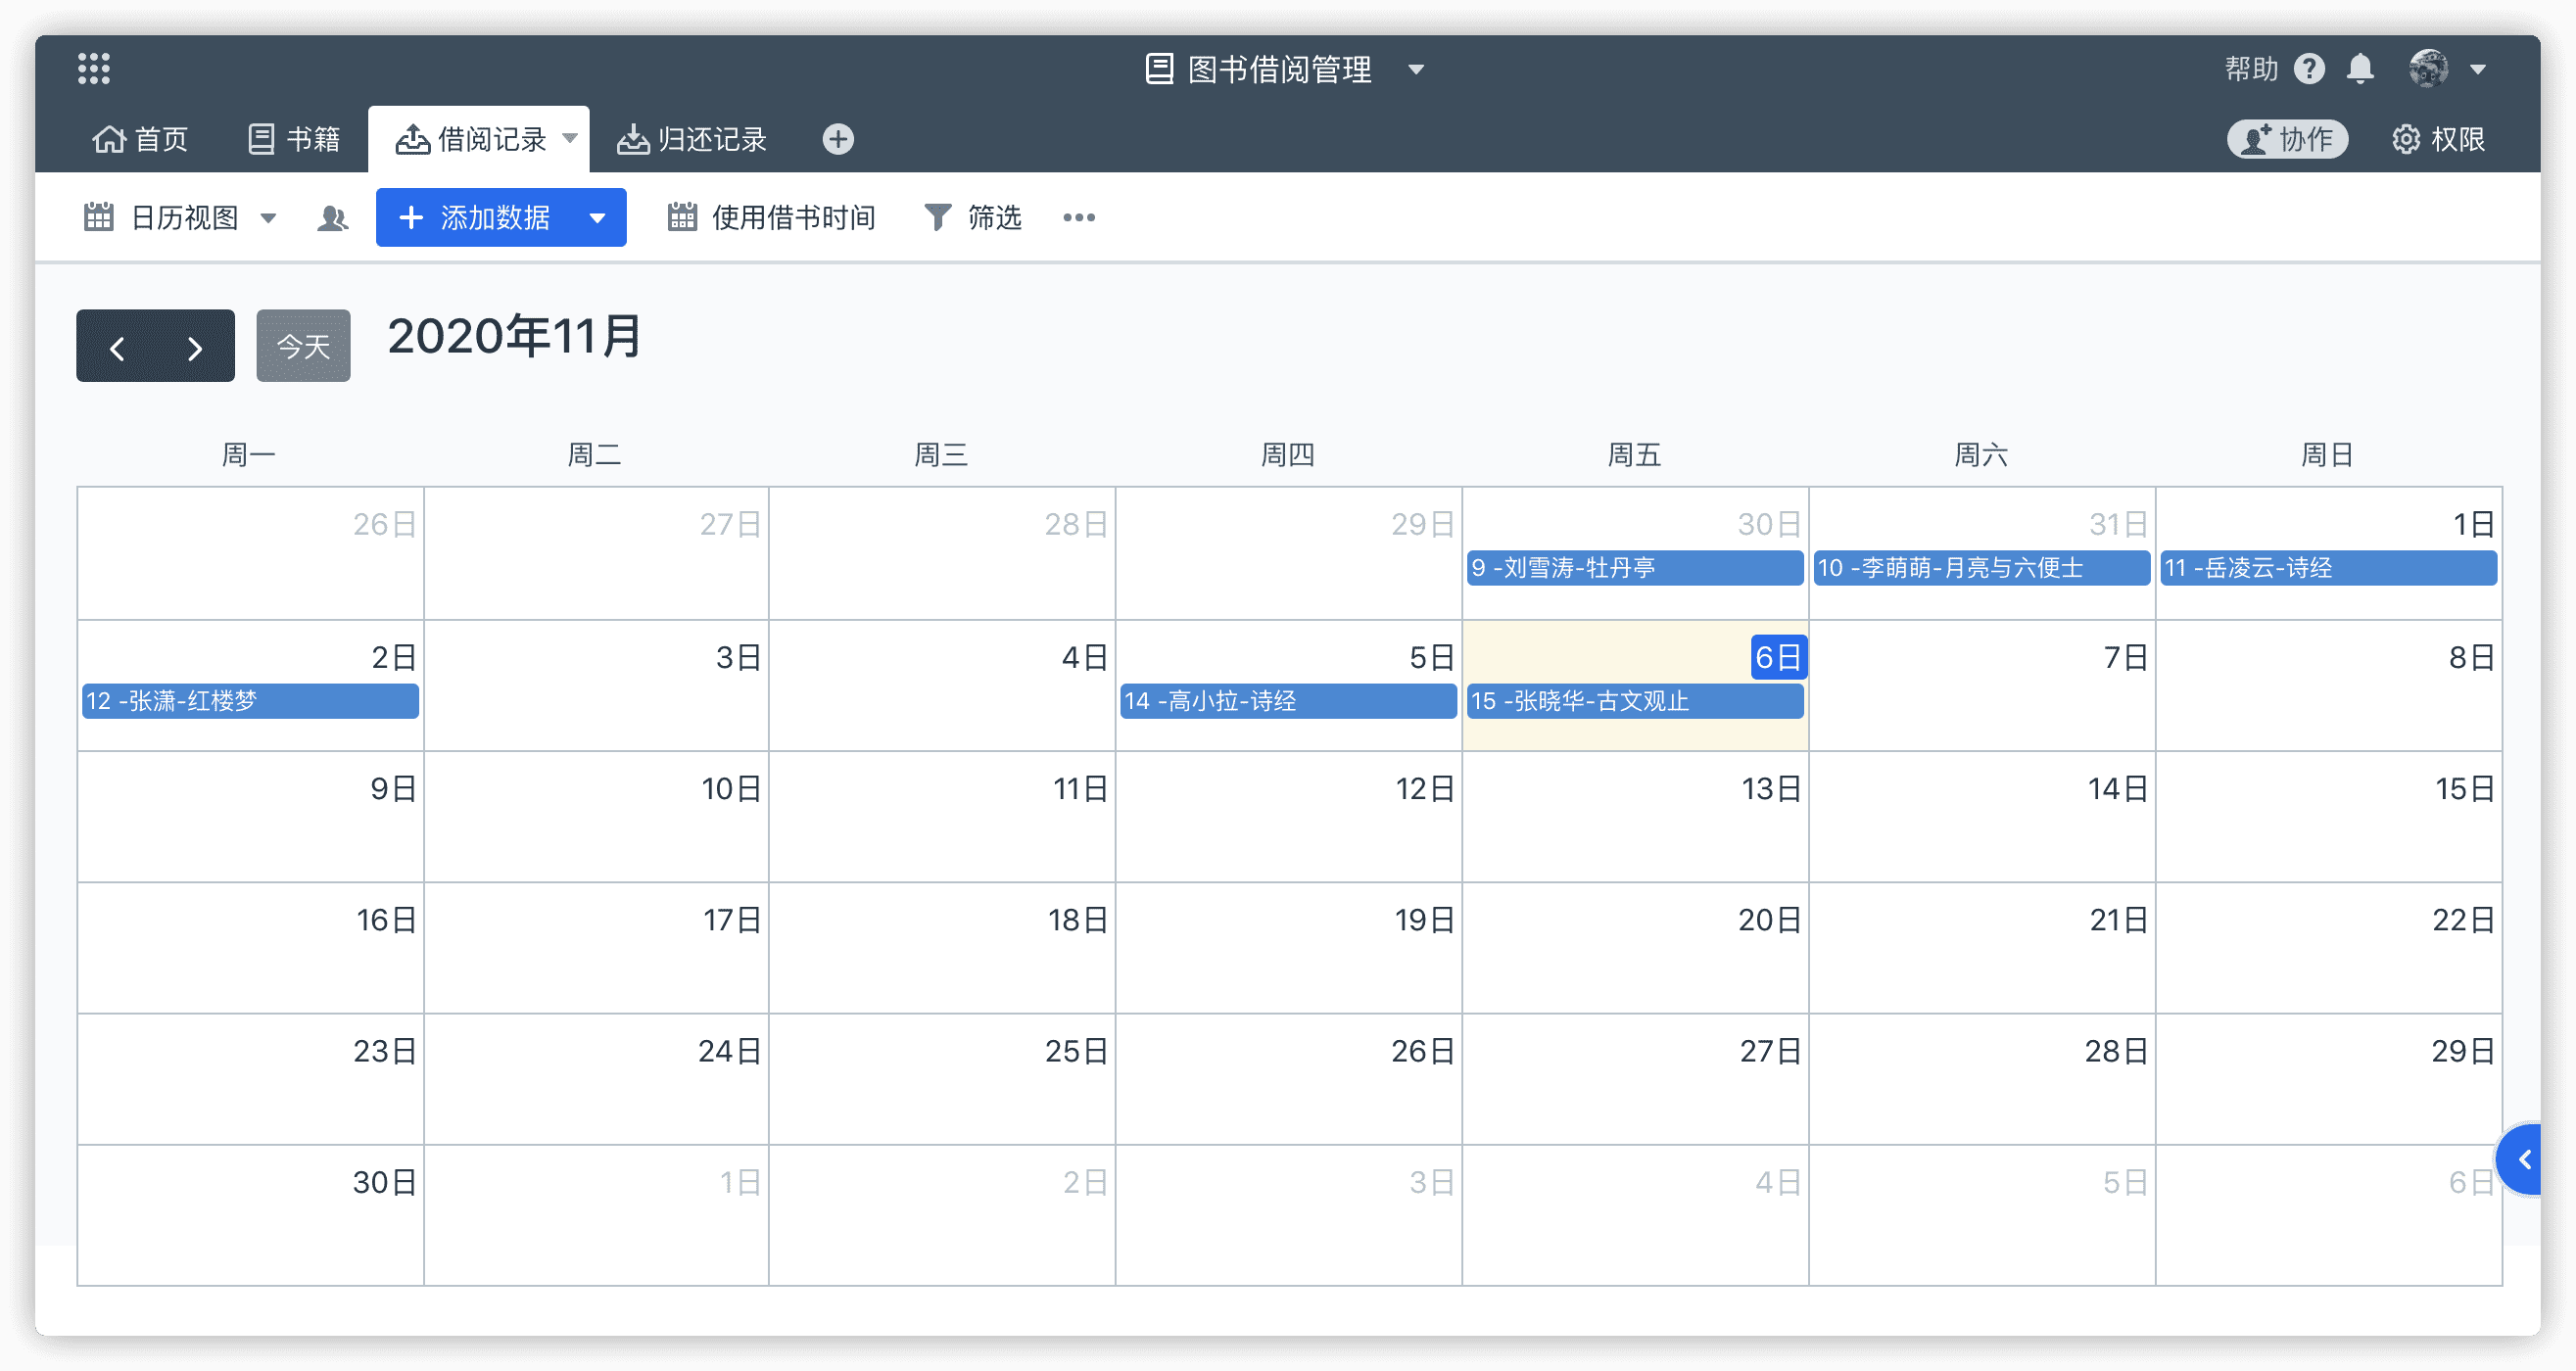 图书借阅管理
帮助
首页 书籍 借阅记录 归还记录
协作 权限
日历视图 添加数据 使用借书时间 筛选
今天 2020年11月
周一 周二 周三 周四 周五 周六 周日
26日 27日 28日 29日 30日 31日 1日
9 -刘雪涛-牡丹亭 10 -李萌萌-月亮与六便士 11 -岳凌云-诗经
2日 3日 4日 5日 6日 7日 8日
12 -张潇-红楼梦 14 -高小拉-诗经 15 -张晓华-古文观止
9日 10日 11日 12日 13日 14日 15日
16日 17日 18日 19日 20日 21日 22日
23日 24日 25日 26日 27日 28日 29日
30日 1日 2日 3日 4日 5日 6日